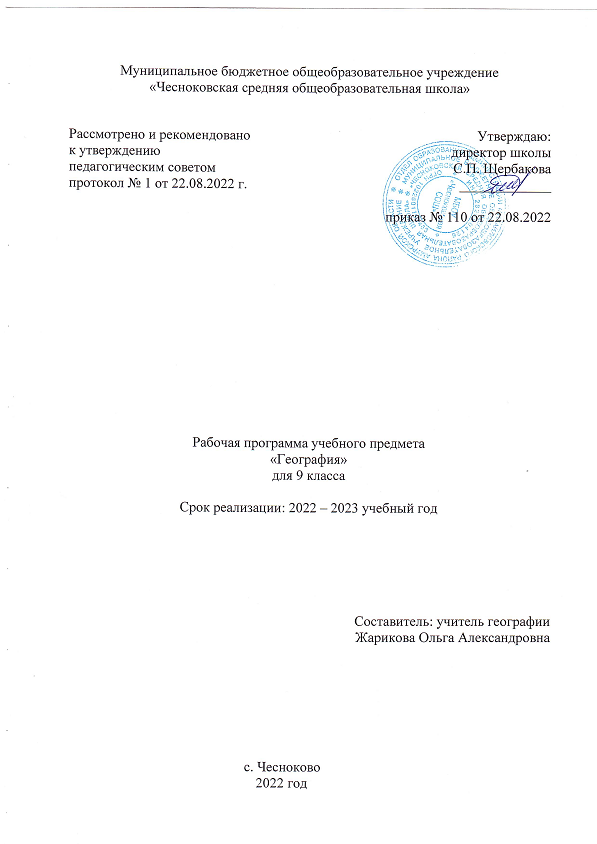 Муниципальное бюджетное общеобразовательное учреждение
«Чесноковская средняя общеобразовательная школа»
Рассмотрено и рекомендовано
к утверждению
педагогическим советом
протокол № 1 от 22.08.2022 г.
Утверждаю:
директор школы
С.П. Щербакова
приказ № 110 от 22.08.2022
Рабочая программа учебного предмета
«География»
для 9 класса
Срок реализации: 2022 – 2023 учебный год
Составитель: учитель географии
Жарикова Ольга Александровна
с. Чесноково
2022 год